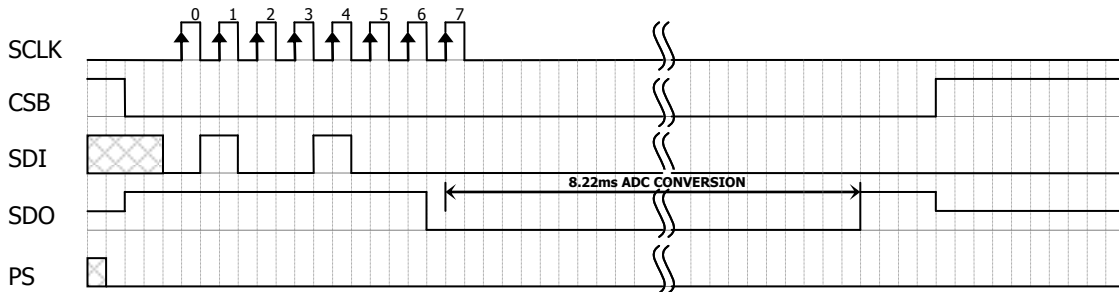 0 1 2 3 4 5 6 7
SCLK
CSB
SDI
8.22ms ADC CONVERSION
SDO
PS